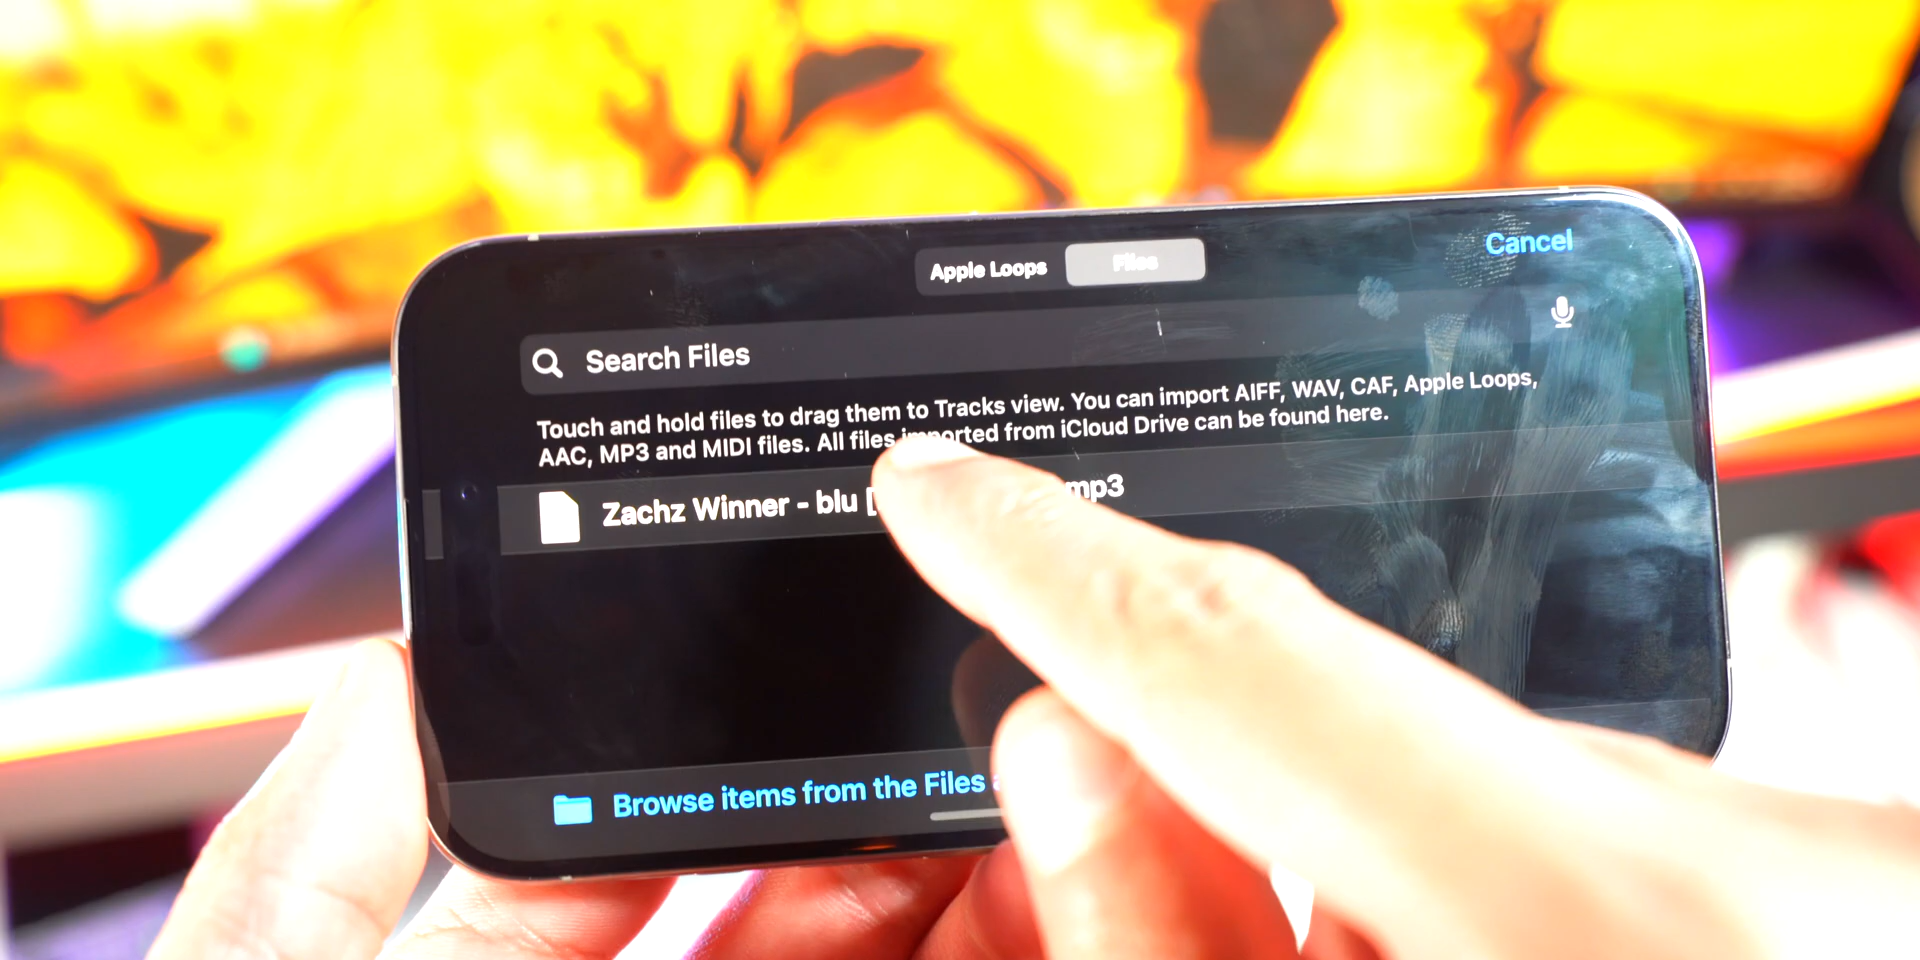 Apple Loops
Files
Cancel
Search Files
Touch and hold files to drag them to Tracks view. You can import AIFF, WAV, CAF, Apple Loops,
AAC, MP3 and MIDI files. All files imported from iCloud Drive can be found here.
Zachz Winner - blu [ mp3
Browse items from the Files